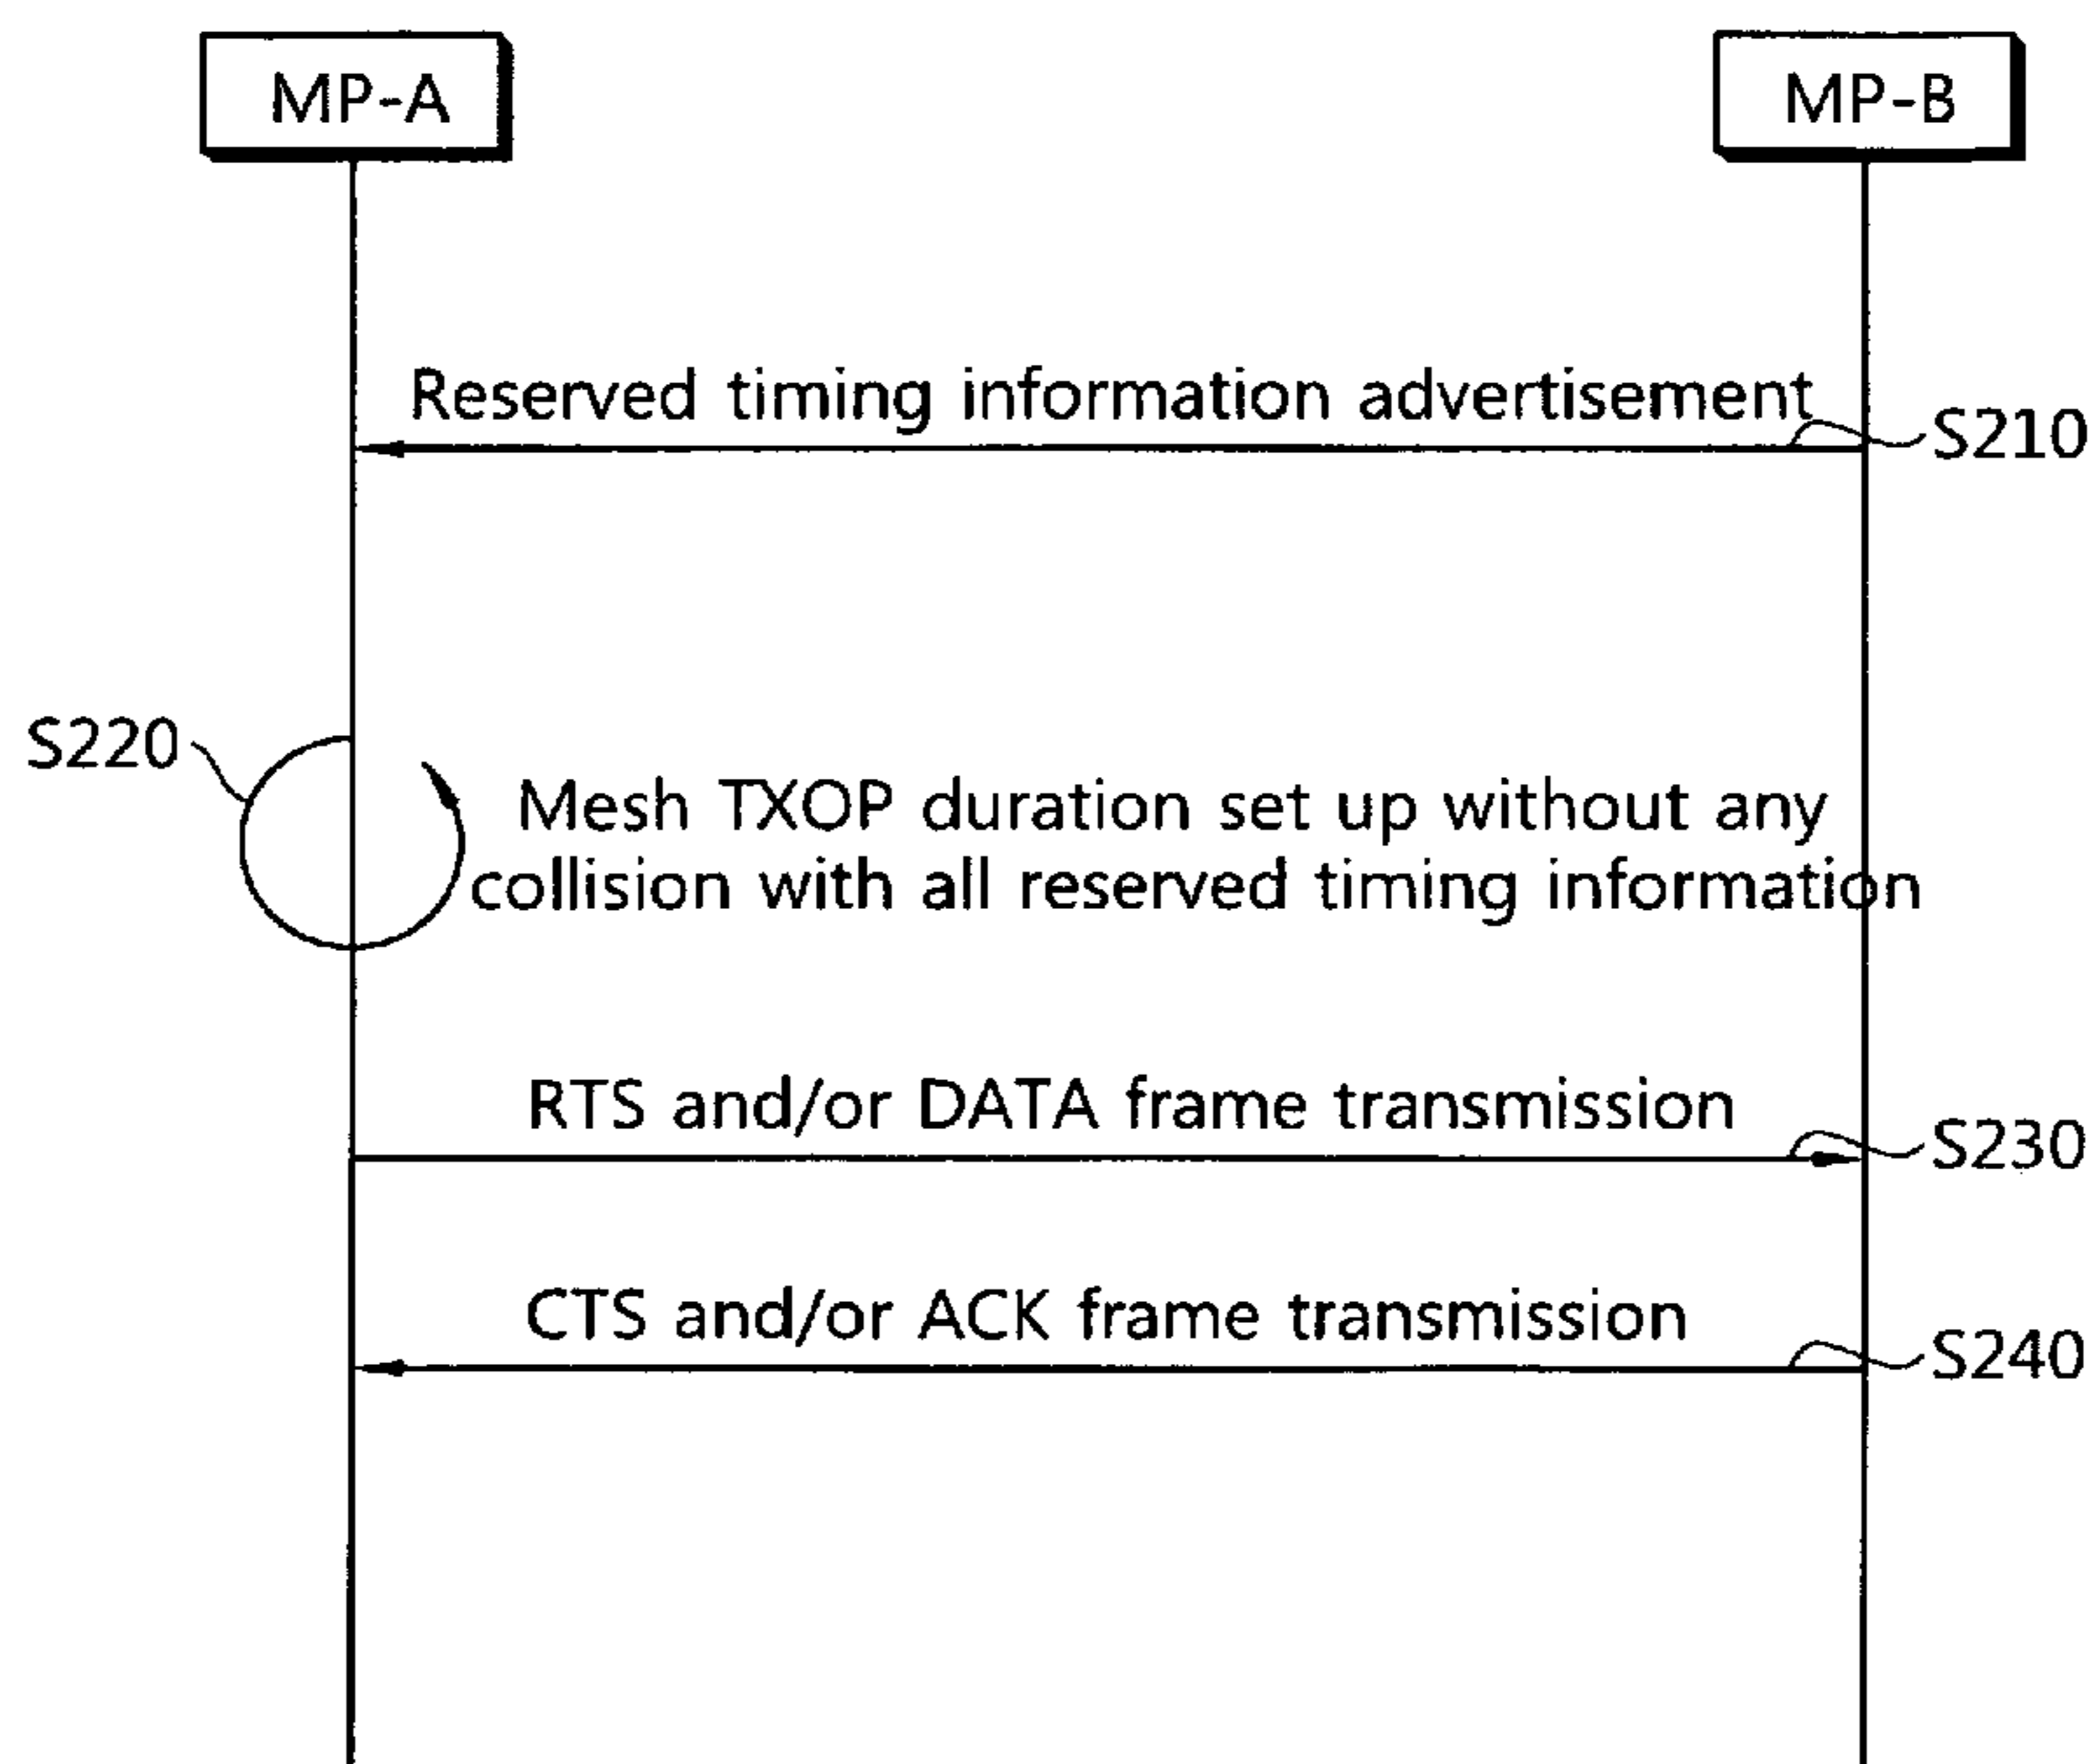 MP-A
MP-B
Reserved timing information advertisement
S210
S220
Mesh TXOP duration set up without any
collision with all reserved timing information
RTS and/or DATA frame transmission
S230
CTS and/or ACK frame transmission
S240